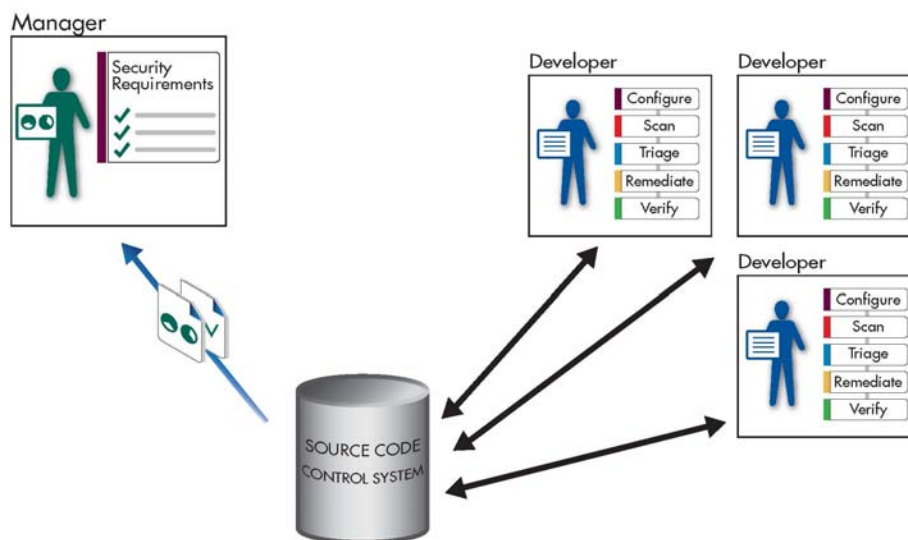 Manager
Security
Requirements
Developer
Configure
Scan
Triage
Remediate
Verify
Developer
Configure
Scan
Triage
Remediate
Verify
Developer
Configure
Scan
Triage
Remediate
Verify
SOURCE CODE
CONTROL SYSTEM